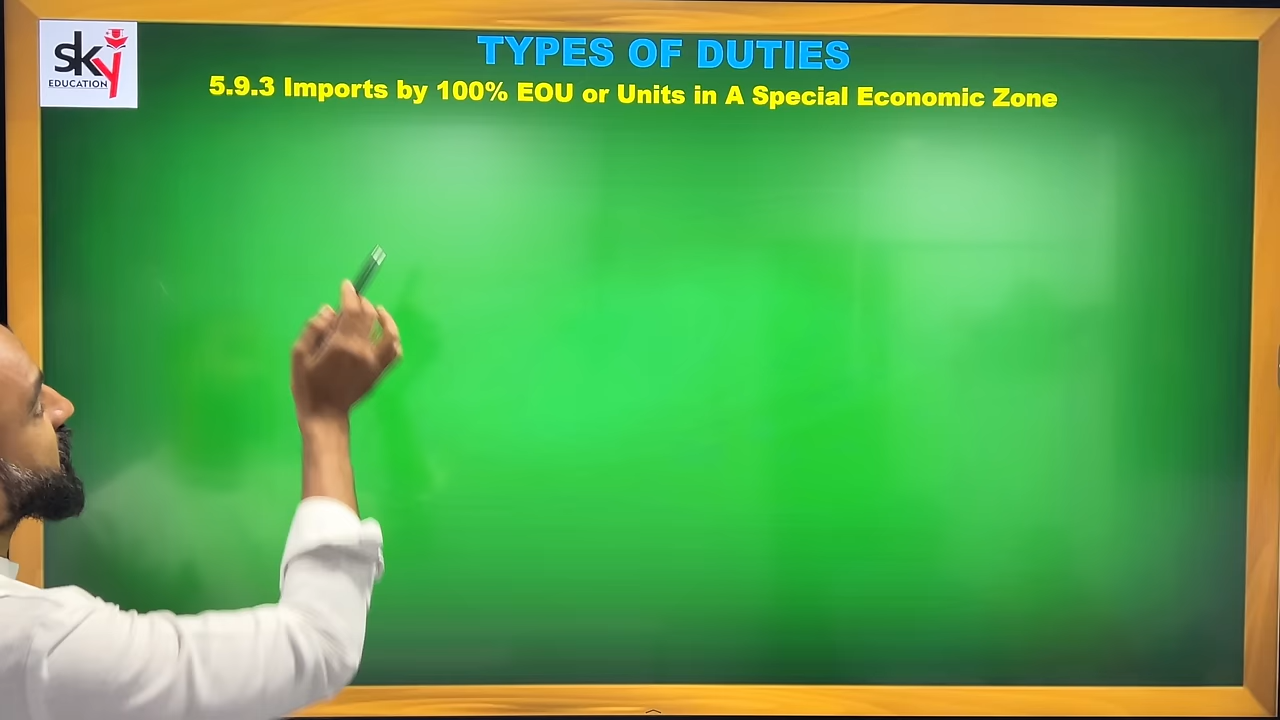 sky
EDUCATION
TYPES OF DUTIES
5.9.3 Imports by 100% EOU or Units in A Special Economic Zone